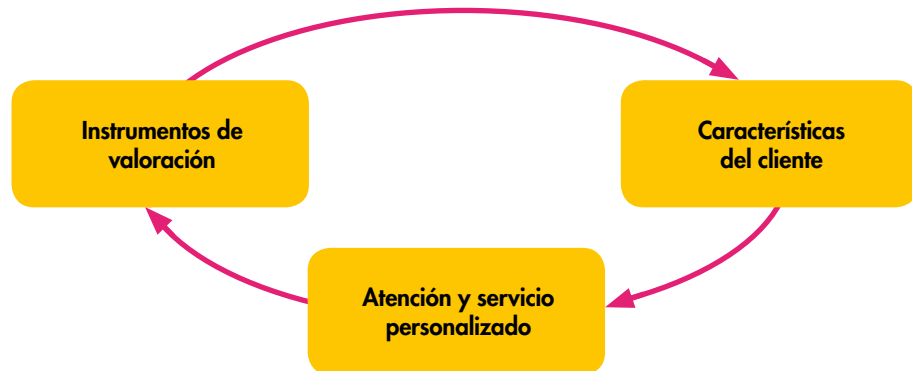 Instrumentos de
valoración
Características
del cliente
Atención y servicio
personalizado